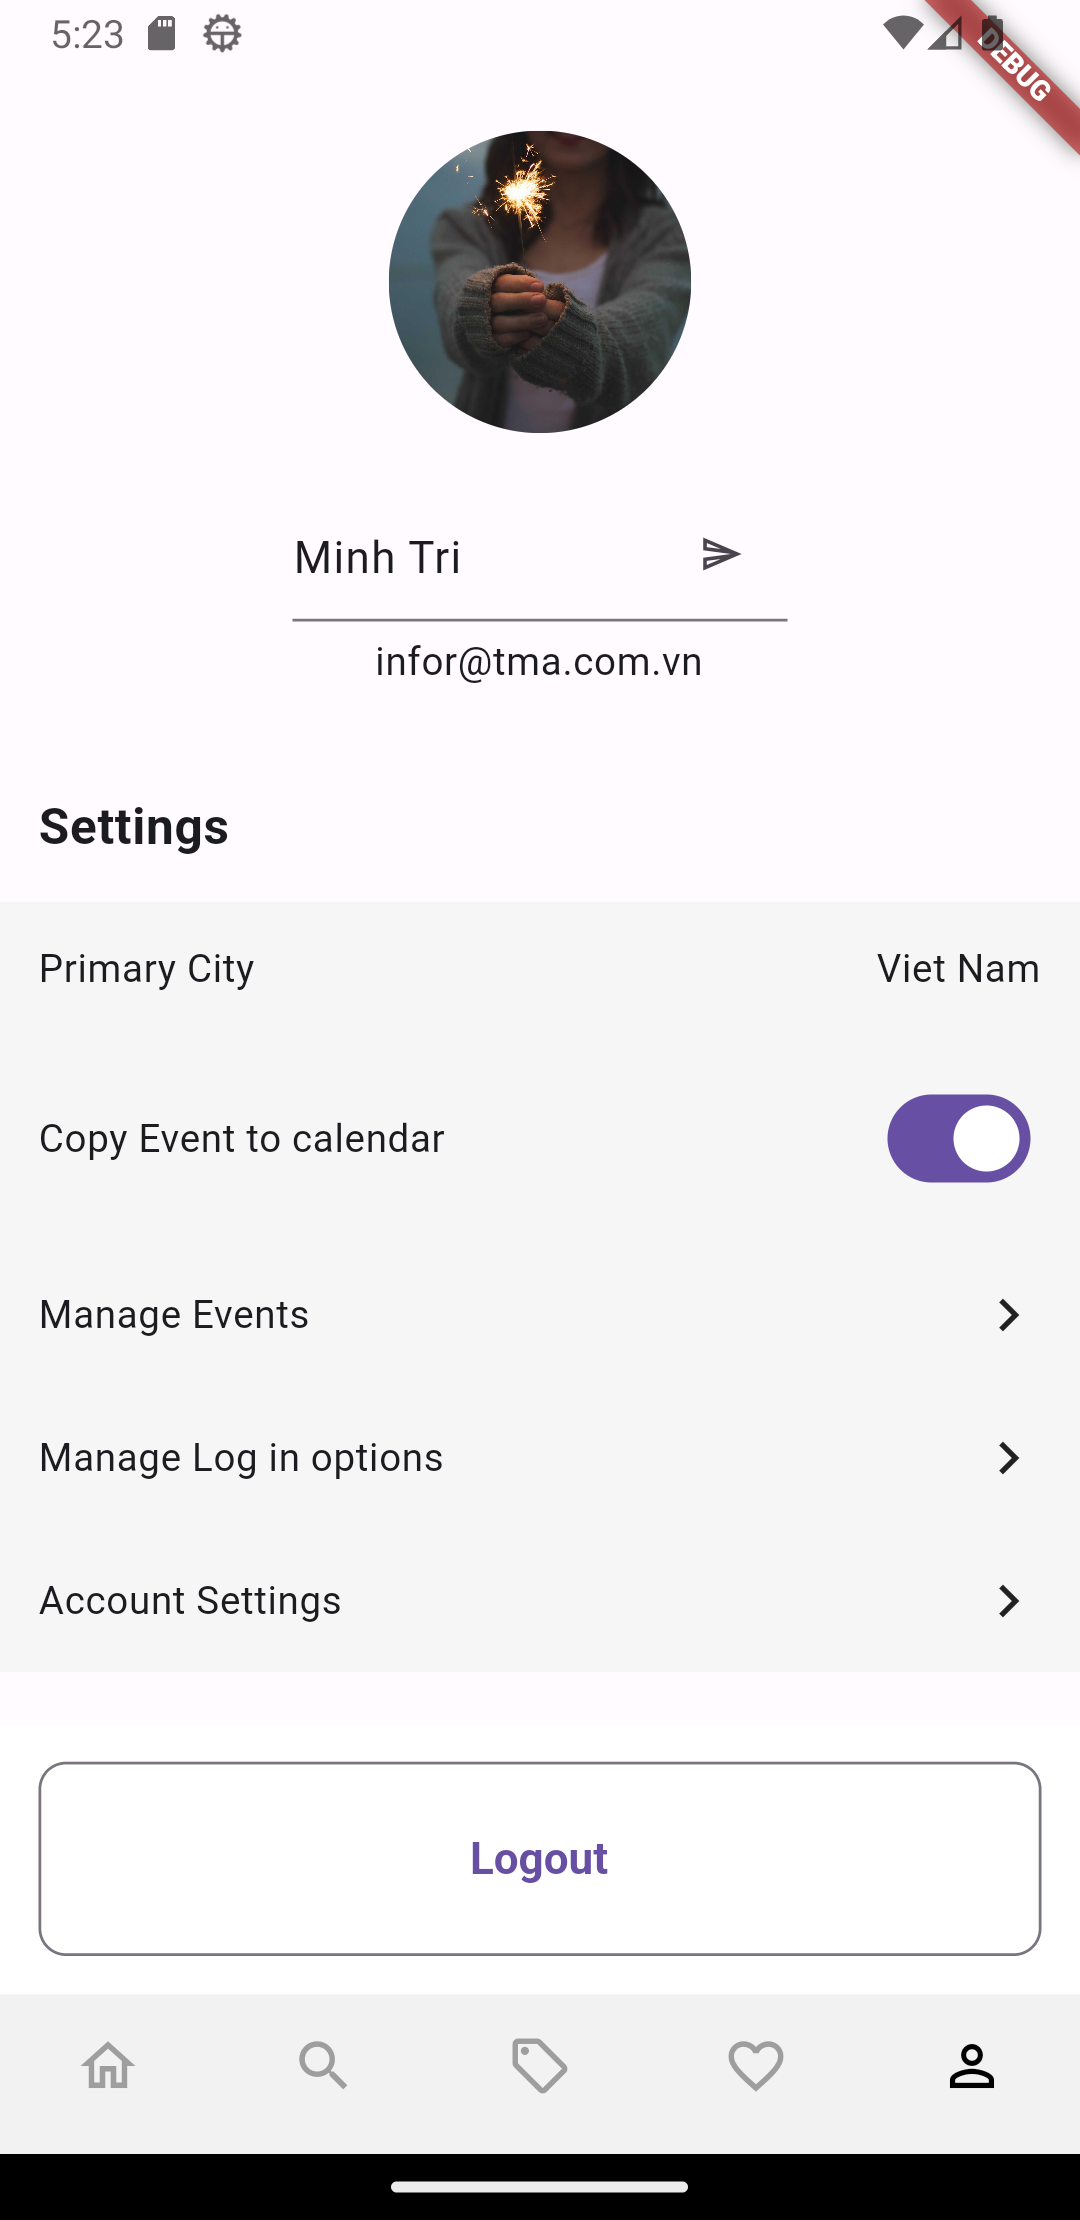 5:23
DEBUG
Minh Tri
infor@tma.com.vn
Settings
Primary City Viet Nam
Copy Event to calendar
Manage Events
Manage Log in options
Account Settings
Logout